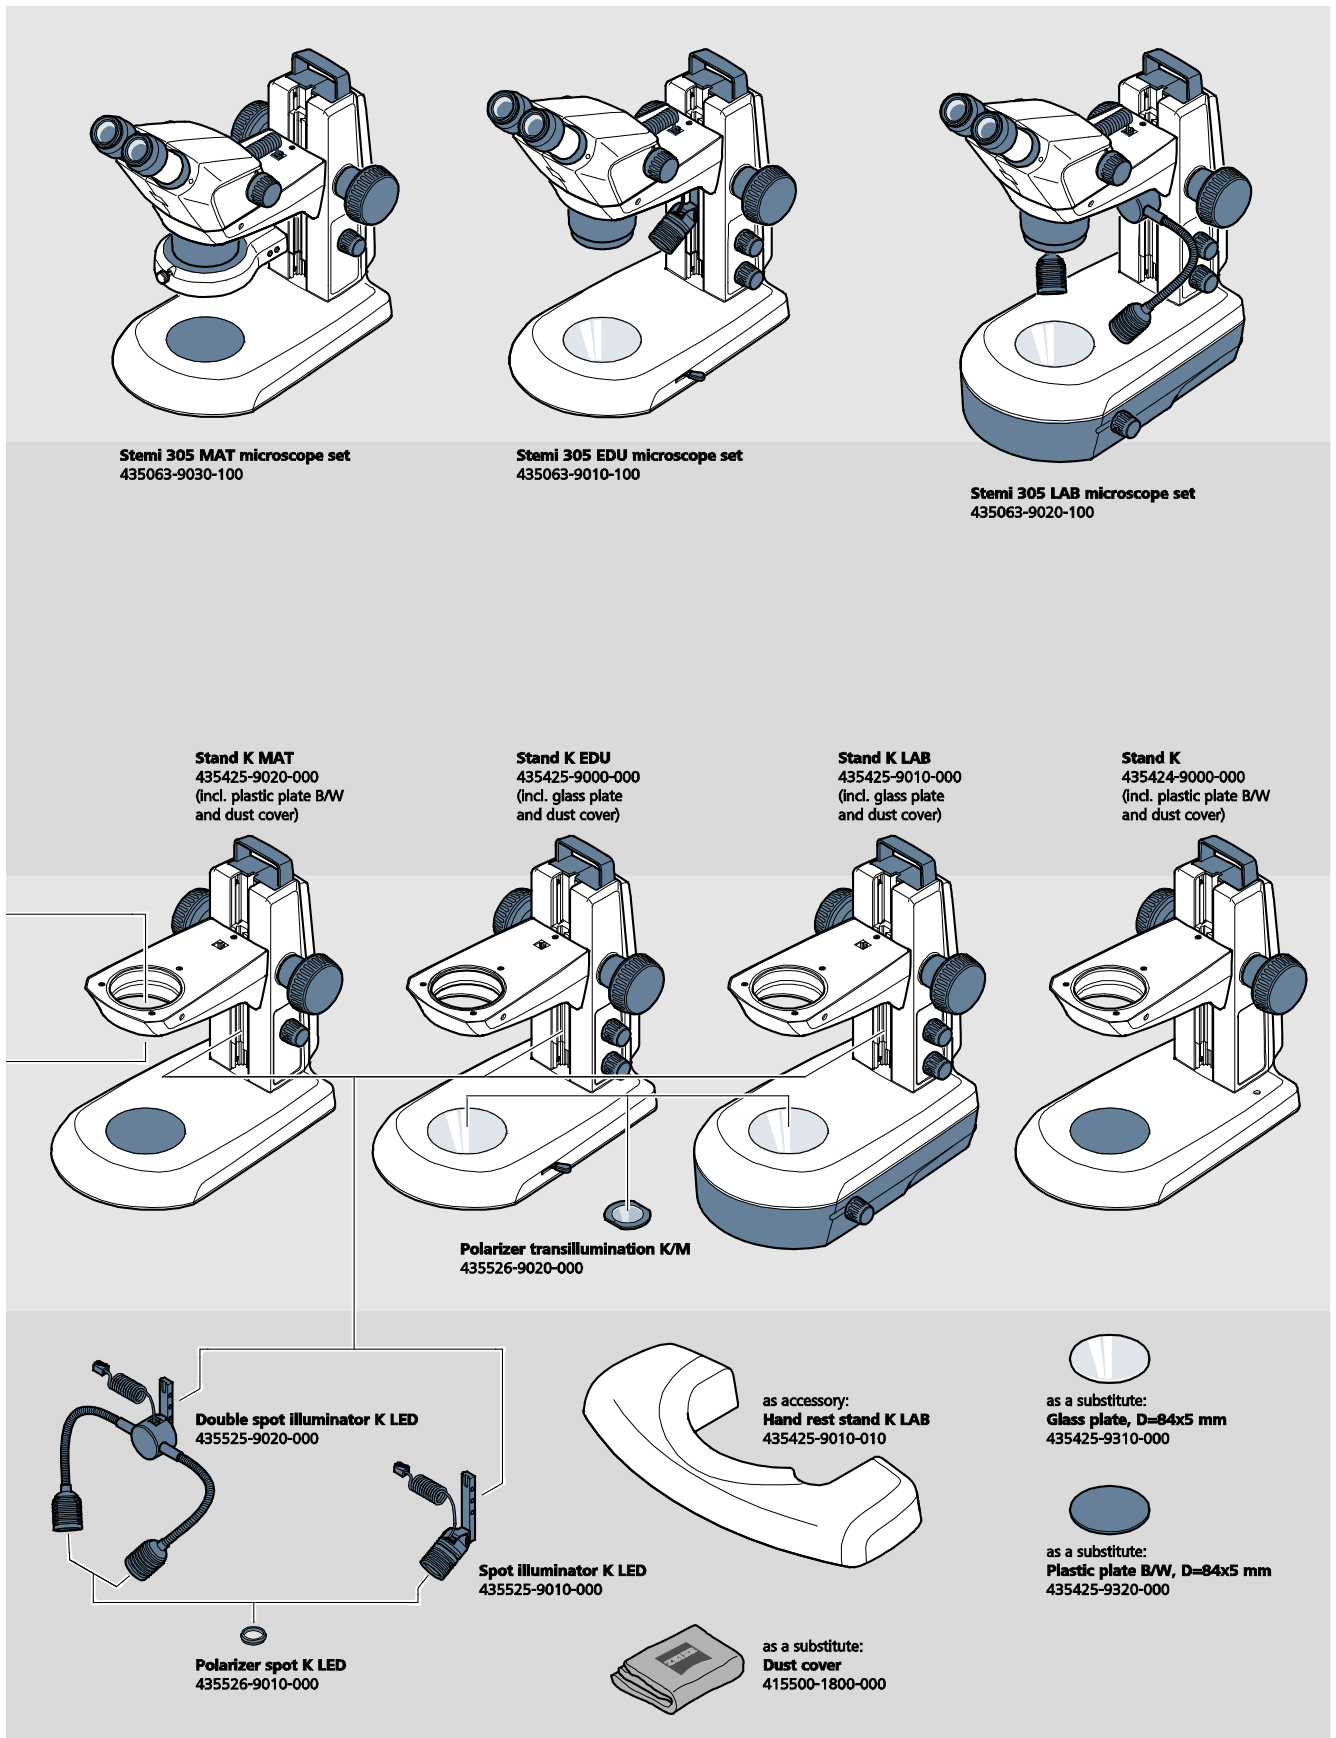 Stemi 305 MAT microscope set
435063-9030-100
Stemi 305 EDU microscope set
435063-9010-100
Stemi 305 LAB microscope set
435063-9020-100
Stand K MAT
435425-9020-000
(incl. plastic plate B/W
and dust cover)
Stand K EDU
435425-9000-000
(incl. glass plate
and dust cover)
Stand K LAB
435425-9010-000
(incl. glass plate
and dust cover)
Stand K
435424-9000-000
(incl. plastic plate B/W
and dust cover)
Polarizer transillumination K/M
435526-9020-000
Double spot illuminator K LED
435525-9020-000
as accessory:
Hand rest stand K LAB
435425-9010-010
as a substitute:
Glass plate, D=84x5 mm
435425-9310-000
as a substitute:
Plastic plate B/W, D=84x5 mm
435425-9320-000
Spot illuminator K LED
435525-9010-000
Polarizer spot K LED
435526-9010-000
ZEISS
as a substitute:
Dust cover
415500-1800-000